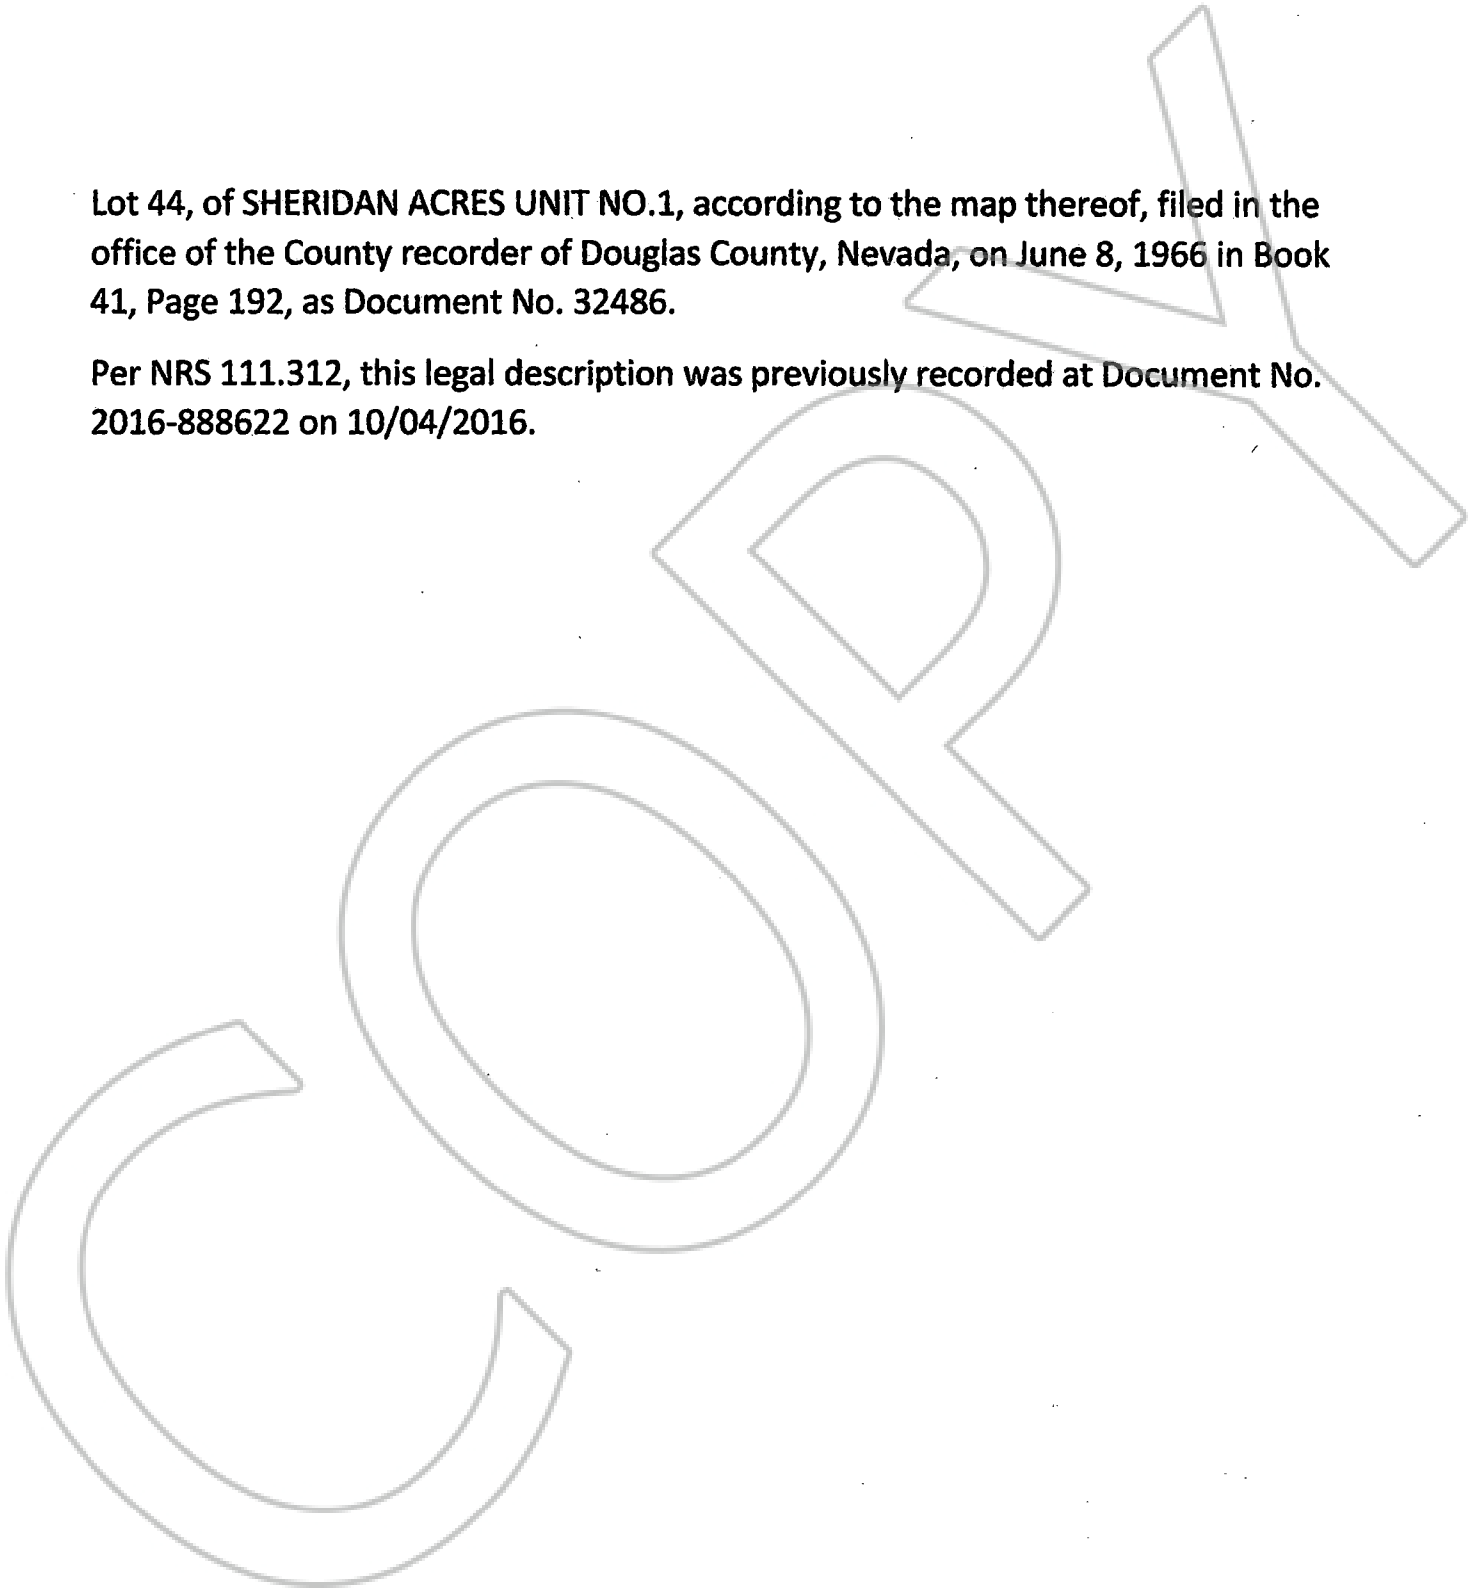 Lot 44, of SHERIDAN ACRES UNIT NO.1, according to the map thereof, filed in the
office of the County recorder of Douglas County, Nevada, on June 8, 1966 in Book
41, Page 192, as Document No. 32486.
Per NRS 111.312, this legal description was previously recorded at Document No.
2016-888622 on 10/04/2016.
COPY